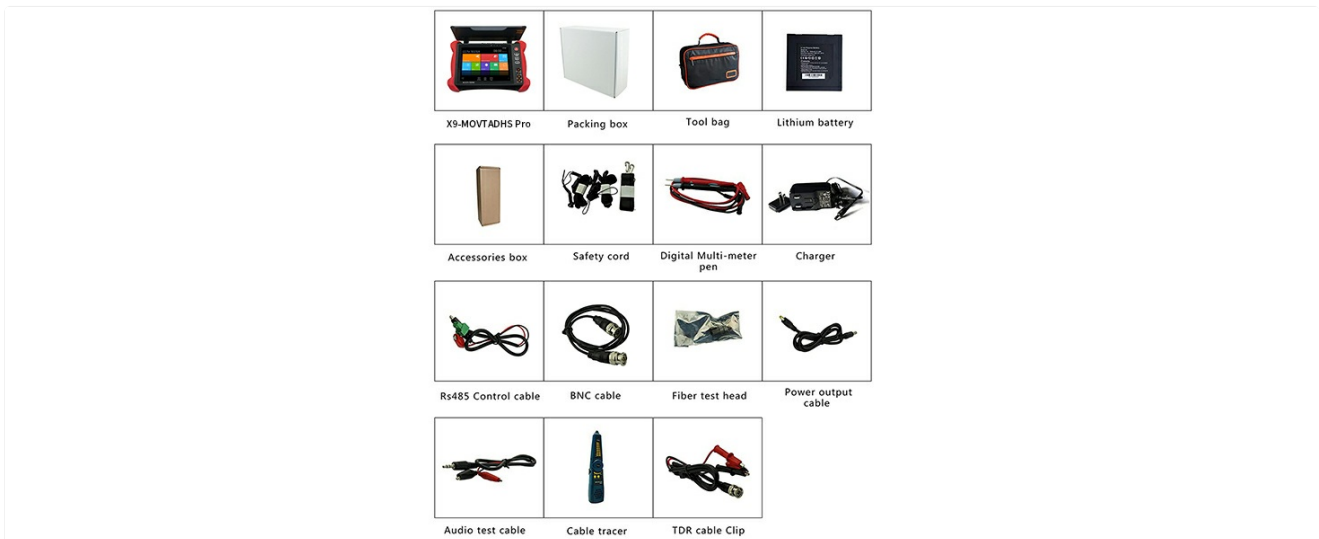 X9-MOVTADHS Pro
Packing box
Tool bag
Lithium battery
Accessories box
Safety cord
Digital Multi-meter
pen
Charger
Rs485 Control cable
BNC cable
Fiber test head
Power output
cable
Audio test cable
Cable tracer
TDR cable Clip